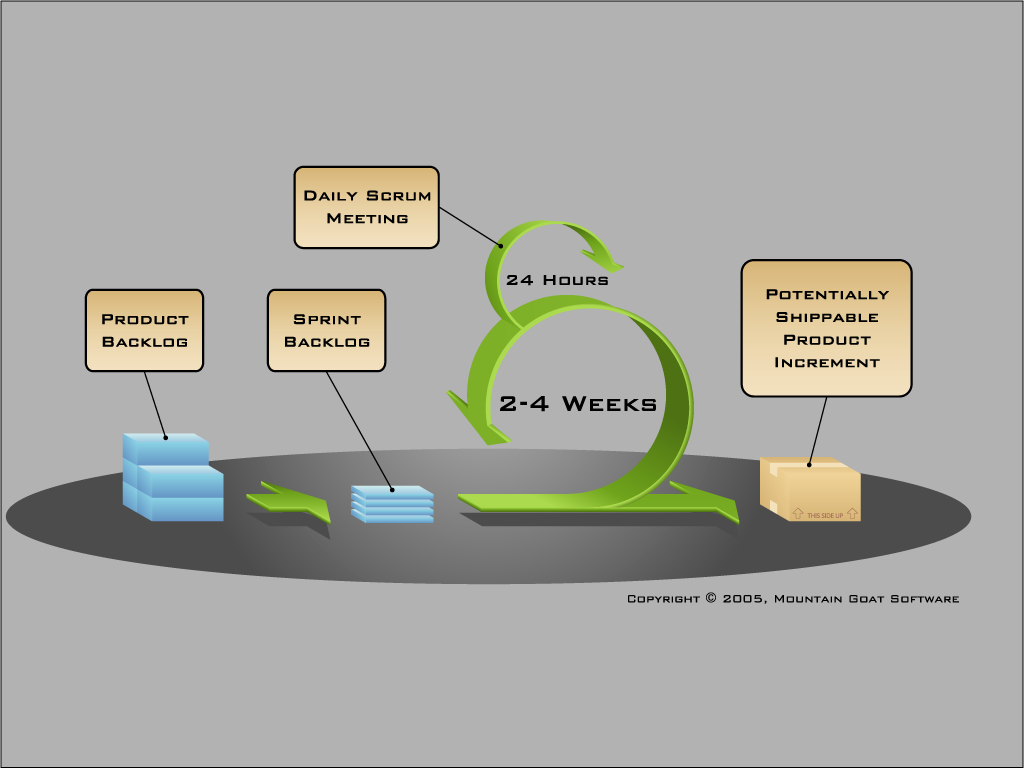 Daily Scrum
Meeting
24 Hours
Product
Backlog
Sprint
Backlog
Potentially
Shippable
Product
Increment
2-4 Weeks
THIS SIDE UP
Copyright © 2005, Mountain Goat Software